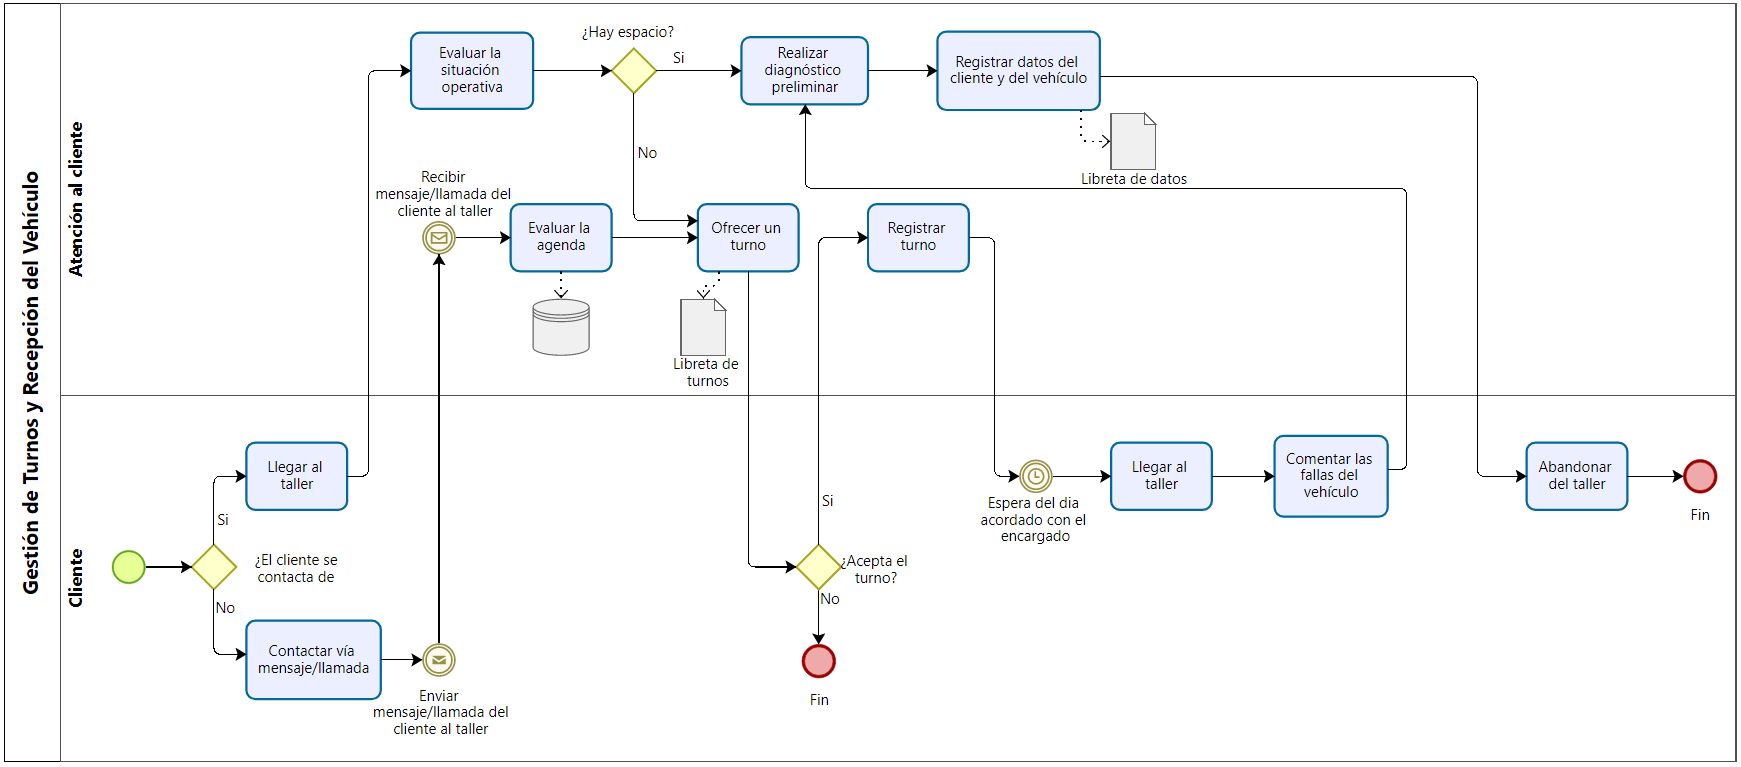 Gestión de Turnos y Recepción del Vehículo
Atención al cliente
Evaluar la
situación
operativa
¿Hay espacio?
Si
No
Realizar
diagnóstico
preliminar
Registrar datos del
cliente y del vehículo
Libreta de datos
Recibir
mensaje/llamada del
cliente al taller
Evaluar la
agenda
Ofrecer un
turno
Libreta de
turnos
Registrar
turno
Cliente
¿El cliente se
contacta de
Si
No
Llegar al
taller
Contactar vía
mensaje/llamada
Enviar
mensaje/llamada del
cliente al taller
Si
¿Acepta el
turno?
No
Fin
Espera del dia
acordado con el
encargado
Llegar al
taller
Comentar las
fallas del
vehículo
Abandonar
del taller
Fin